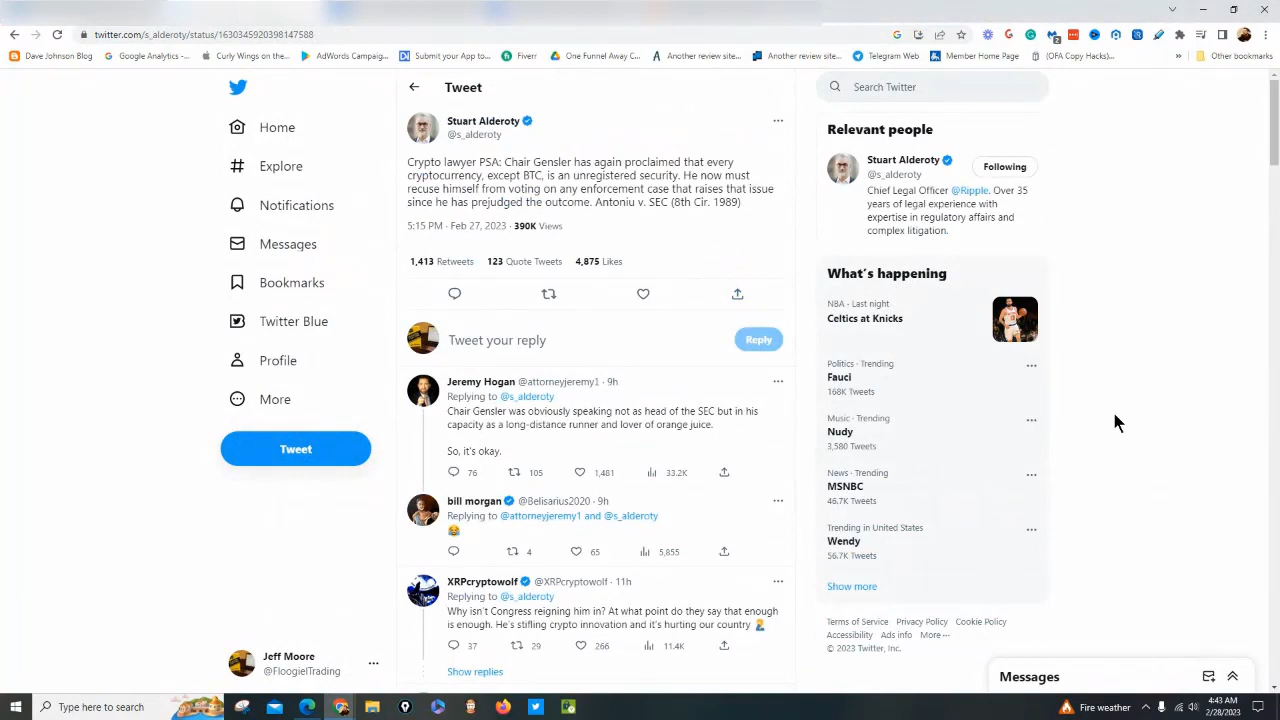 twitter.com/s_alderoty/status/1630345920398147588
Dave Johnson Blog
Google Analytics -...
Curly Wings on the...
AdWords Campaig...
Submit your App to...
Fiverr
One Funnel Away C...
Another review site...
Another review site...
Telegram Web
Member Page Home
(OFA Copy Hacks)...
Other bookmarks
Home
Explore
Notifications
Messages
Bookmarks
Twitter Blue
Profile
More
Tweet
Jeff Moore
@FloogielTrading
Tweet
Stuart Alderoty
@s_alderoty
Crypto lawyer PSA: Chair Gensler has again proclaimed that every
cryptocurrency, except BTC, is an unregistered security. He now must
recuse himself from voting on any enforcement case that raises that issue
since he has prejudged the outcome. Antoniu v. SEC (8th Cir. 1989)
5:15 PM · Feb 27, 2023 · 390K Views
1,413 Retweets 123 Quote Tweets 4,875 Likes
Tweet your reply
Reply
Jeremy Hogan @attorneyjeremy1 · 9h
Replying to @s_alderoty
Chair Gensler was obviously speaking not as head of the SEC but in his
capacity as a long-distance runner and lover of orange juice.
So, it's okay.
76 105 1,481 33.2K
bill morgan @Belisarius2020 · 9h
Replying to @attorneyjeremy1 and @s_alderoty
😂
4 65 5,855
XRPcryptowolf @XRPcryptowolf · 11h
Replying to @s_alderoty
Why isn't Congress reigning him in? At what point do they say that enough
is enough. He's stifling crypto innovation and it's hurting our country
37 29 266 11.4K
Show replies
Search Twitter
Relevant people
Stuart Alderoty
@s_alderoty
Following
Chief Legal Officer @Ripple. Over 35
years of legal experience with
expertise in regulatory affairs and
complex litigation.
What's happening
NBA · Last night
Celtics at Knicks
Politics · Trending
Fauci
168K Tweets
Music · Trending
Nudy
3,580 Tweets
News · Trending
MSNBC
46.7K Tweets
Trending in United States
Wendy
56.7K Tweets
Show more
Terms of Service Privacy Policy Cookie Policy
Accessibility Ads info More ···
© 2023 Twitter, Inc.
Messages
Type here to search
Fire weather
4:43 AM
2/28/2023